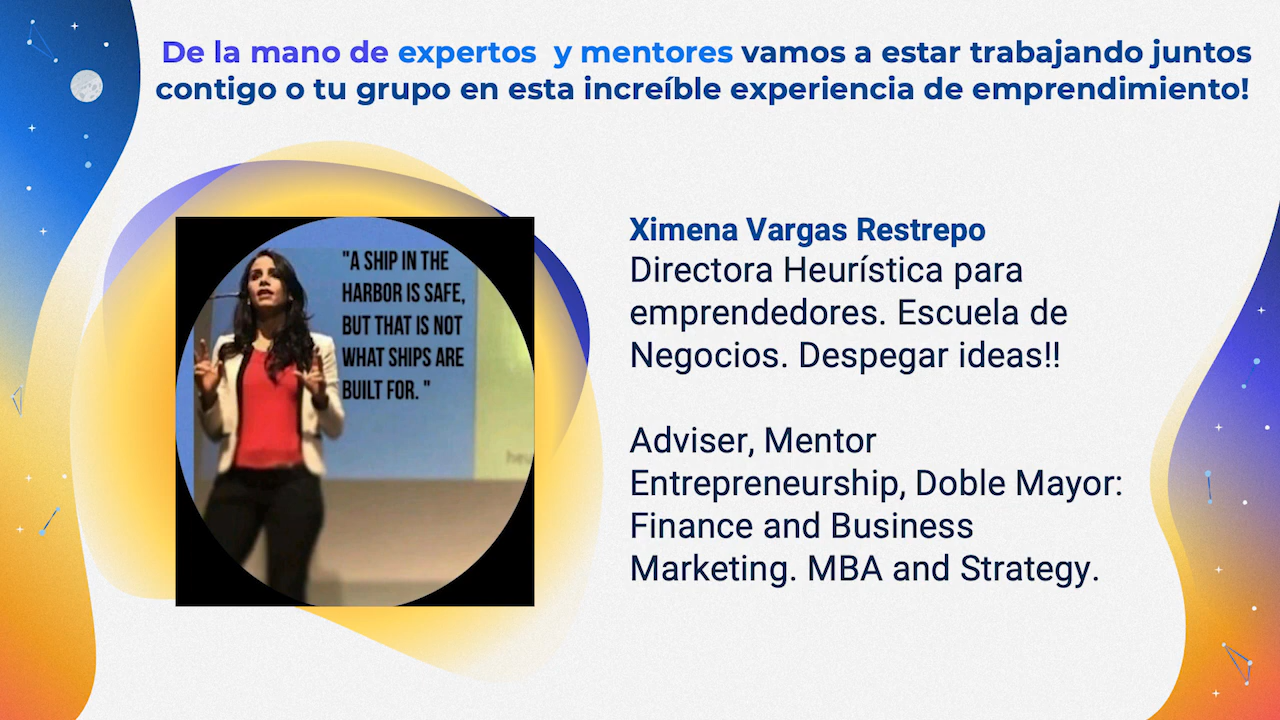 De la mano de expertos y mentores vamos a estar trabajando juntos
contigo o tu grupo en esta increíble experiencia de emprendimiento!
"A SHIP IN THE
HARBOR IS SAFE,
BUT THAT IS NOT
WHAT SHIPS ARE
BUILT FOR. "
Ximena Vargas Restrepo
Directora Heurística para
emprendedores. Escuela de
Negocios. Despegar ideas!!
Adviser, Mentor
Entrepreneurship, Doble Mayor:
Finance and Business
Marketing. MBA and Strategy.